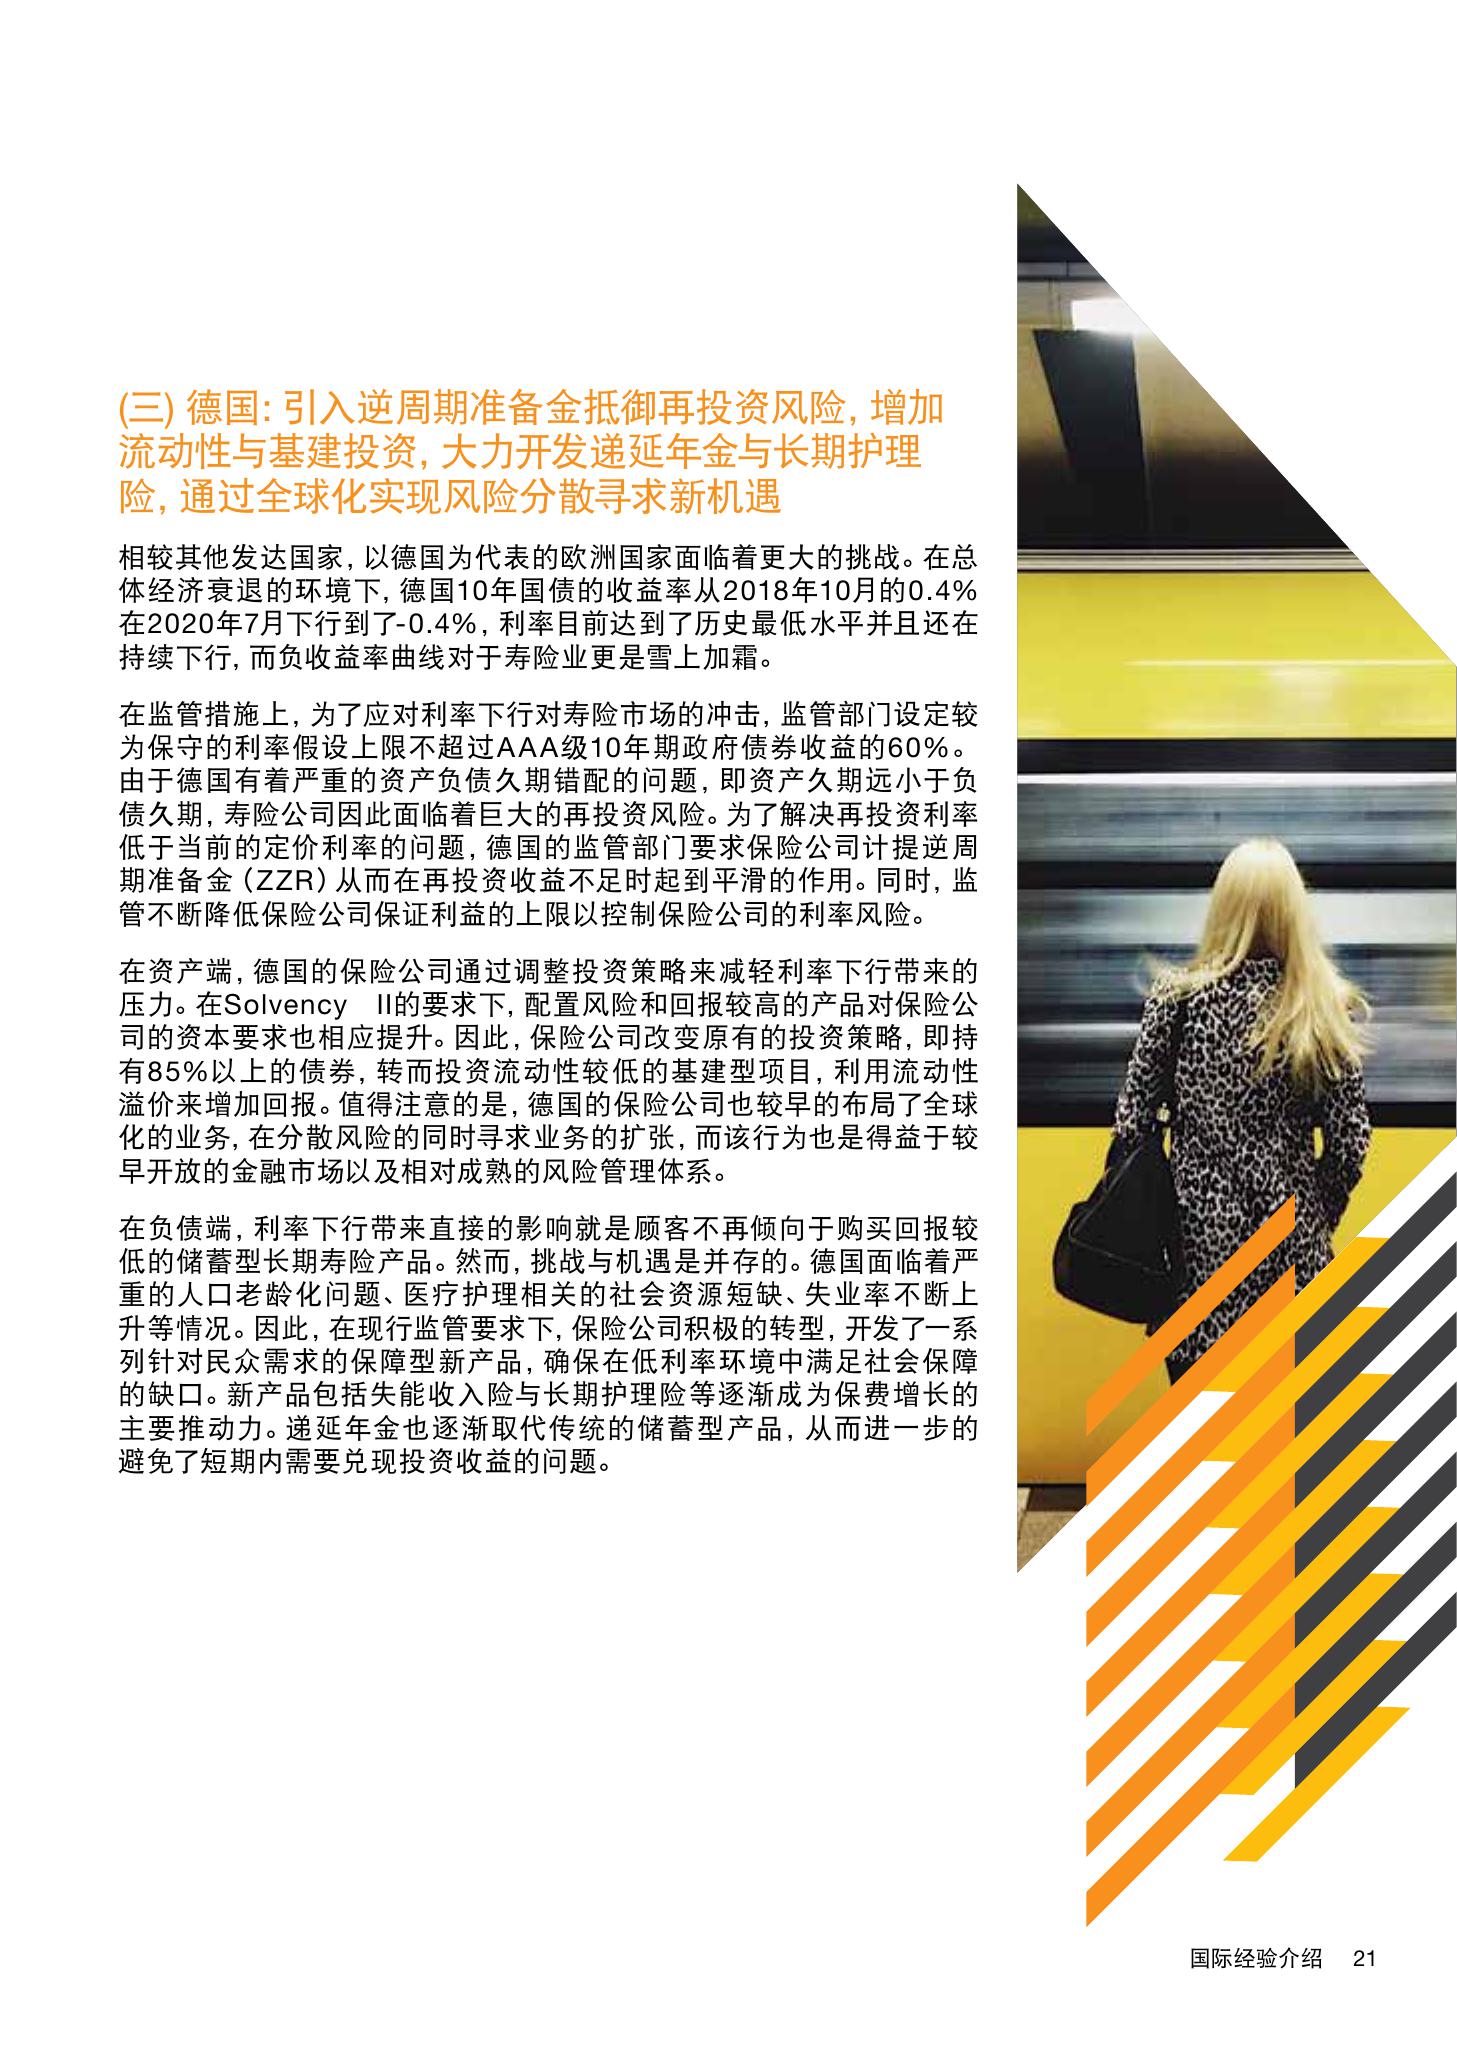 (三) 德国: 引入逆周期准备金抵御再投资风险, 增加
流动性与基建投资, 大力开发递延年金与长期护理
险, 通过全球化实现风险分散寻求新机遇
相较其他发达国家, 以德国为代表的欧洲国家面临着更大的挑战。在总
体经济衰退的环境下, 德国10年国债的收益率从2018年10月的0.4%
在2020年7月下行到了-0.4%, 利率目前达到了历史最低水平并且还在
持续下行, 而负收益率曲线对于寿险业更是雪上加霜。
在监管措施上, 为了应对利率下行对寿险市场的冲击, 监管部门设定较
为保守的利率假设上限不超过AAA级10年期政府债券收益的60%。
由于德国有着严重的资产负债久期错配的问题, 即资产久期远小于负
债久期, 寿险公司因此面临着巨大的再投资风险。为了解决再投资利率
低于当前的定价利率的问题, 德国的监管部门要求保险公司计提逆周
期准备金（ZZR）从而在再投资收益不足时起到平滑的作用。同时, 监
管不断降低保险公司保证利益的上限以控制保险公司的利率风险。
在资产端, 德国的保险公司通过调整投资策略来减轻利率下行带来的
压力。在Solvency II的要求下, 配置风险和回报较高的产品对保险公
司的资本要求也相应提升。因此, 保险公司改变原有的投资策略, 即持
有85%以上的债券, 转而投资流动性较低的基建型项目, 利用流动性
溢价来增加回报。值得注意的是, 德国的保险公司也较早的布局了全球
化的业务, 在分散风险的同时寻求业务的扩张, 而该行为也是得益于较
早开放的金融市场以及相对成熟的风险管理体系。
在负债端, 利率下行带来直接的影响就是顾客不再倾向于购买回报较
低的储蓄型长期寿险产品。然而, 挑战与机遇是并存的。德国面临着严
重的人口老龄化问题、医疗护理相关的社会资源短缺、失业率不断上
升等情况。因此, 在现行监管要求下, 保险公司积极的转型, 开发了一系
列针对民众需求的保障型新产品, 确保在低利率环境中满足社会保障
的缺口。新产品包括失能收入险与长期护理险等逐渐成为保费增长的
主要推动力。递延年金也逐渐取代传统的储蓄型产品, 从而进一步的
避免了短期内需要兑现投资收益的问题。
国际经验介绍 21